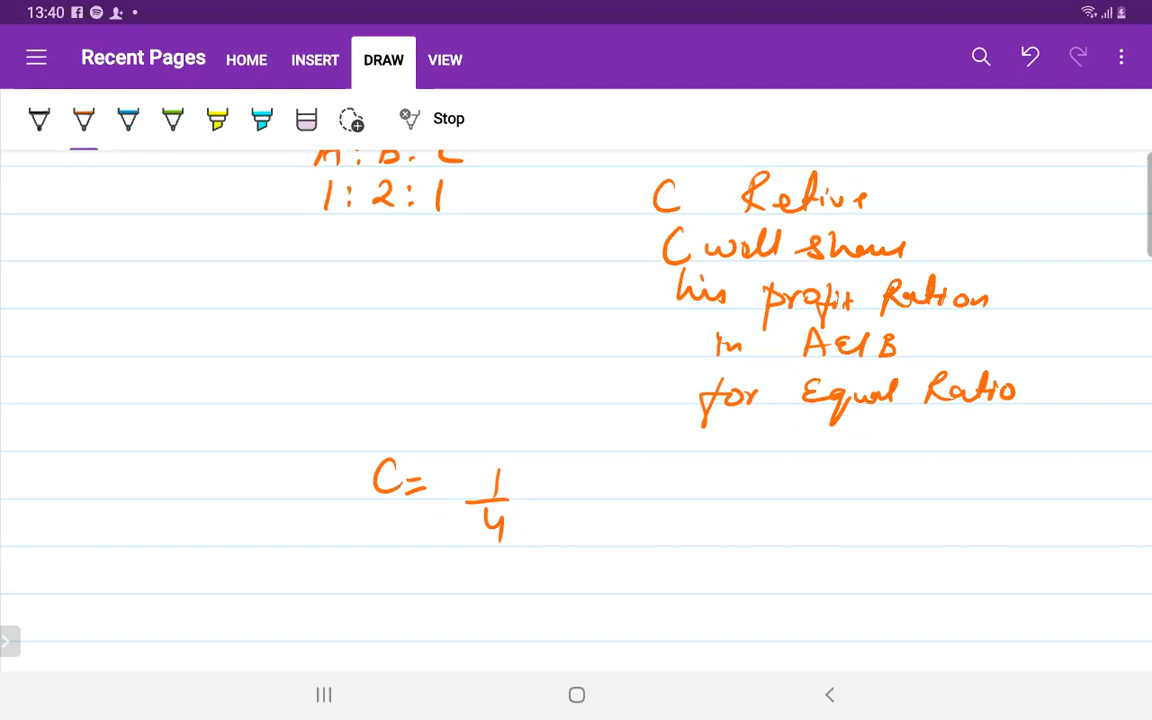 13:40
Recent Pages HOME INSERT DRAW VIEW
Stop
A : B : C
1 : 2 : 1
C Retire
C will share
his profit Ration
in A & B
for Equal Ratio
C = 1/4